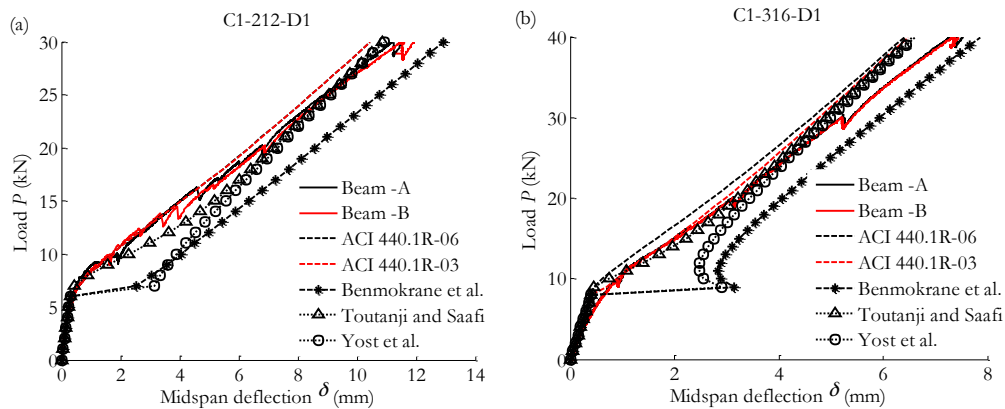 (a)
C1-212-D1
30
25
20
15
10
5
0
Load P (kN)
0 2 4 6 8 10 12 14
Midspan deflection δ (mm)
Beam -A
Beam -B
ACI 440.1R-06
ACI 440.1R-03
Benmokrane et al.
Toutanji and Saafi
Yost et al.
(b)
C1-316-D1
40
30
20
10
0
Load P (kN)
0 2 4 6 8
Midspan deflection δ (mm)
Beam -A
Beam -B
ACI 440.1R-06
ACI 440.1R-03
Benmokrane et al.
Toutanji and Saafi
Yost et al.